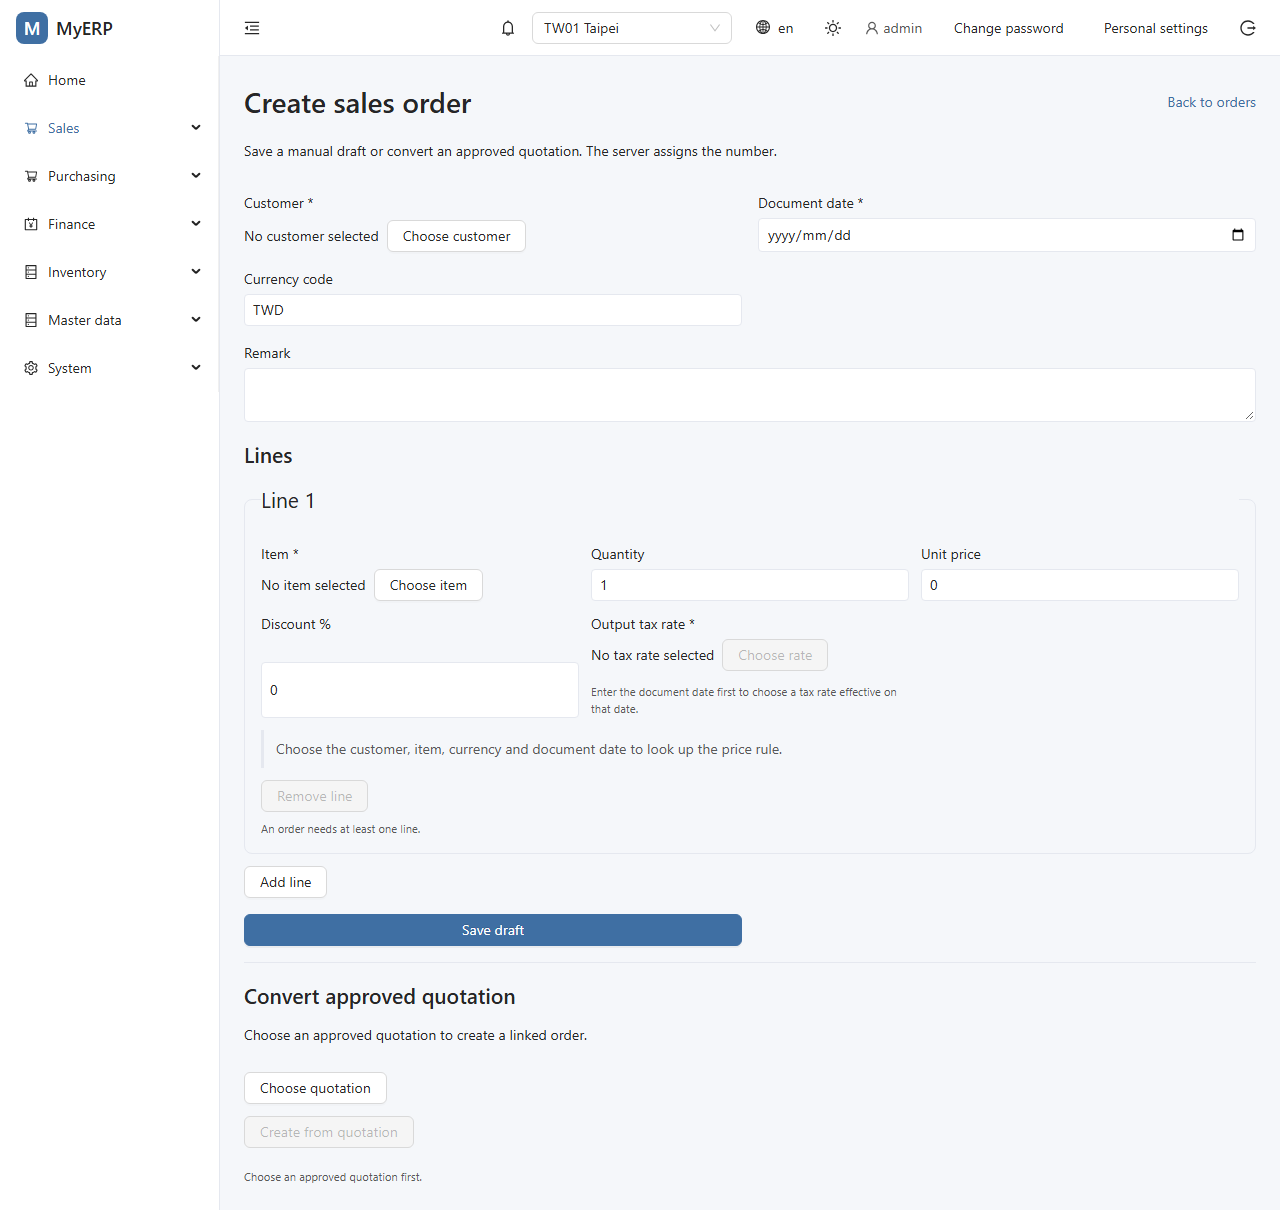 M MyERP
TW01 Taipei
en
admin
Change password
Personal settings
Home
Sales
Purchasing
Finance
Inventory
Master data
System
Create sales order
Back to orders
Save a manual draft or convert an approved quotation. The server assigns the number.
Customer *
No customer selected
Choose customer
Document date *
yyyy/mm/dd
Currency code
TWD
Remark
Lines
Line 1
Item *
No item selected
Choose item
Quantity
1
Unit price
0
Discount %
0
Output tax rate *
No tax rate selected
Choose rate
Enter the document date first to choose a tax rate effective on
that date.
Choose the customer, item, currency and document date to look up the price rule.
Remove line
An order needs at least one line.
Add line
Save draft
Convert approved quotation
Choose an approved quotation to create a linked order.
Choose quotation
Create from quotation
Choose an approved quotation first.